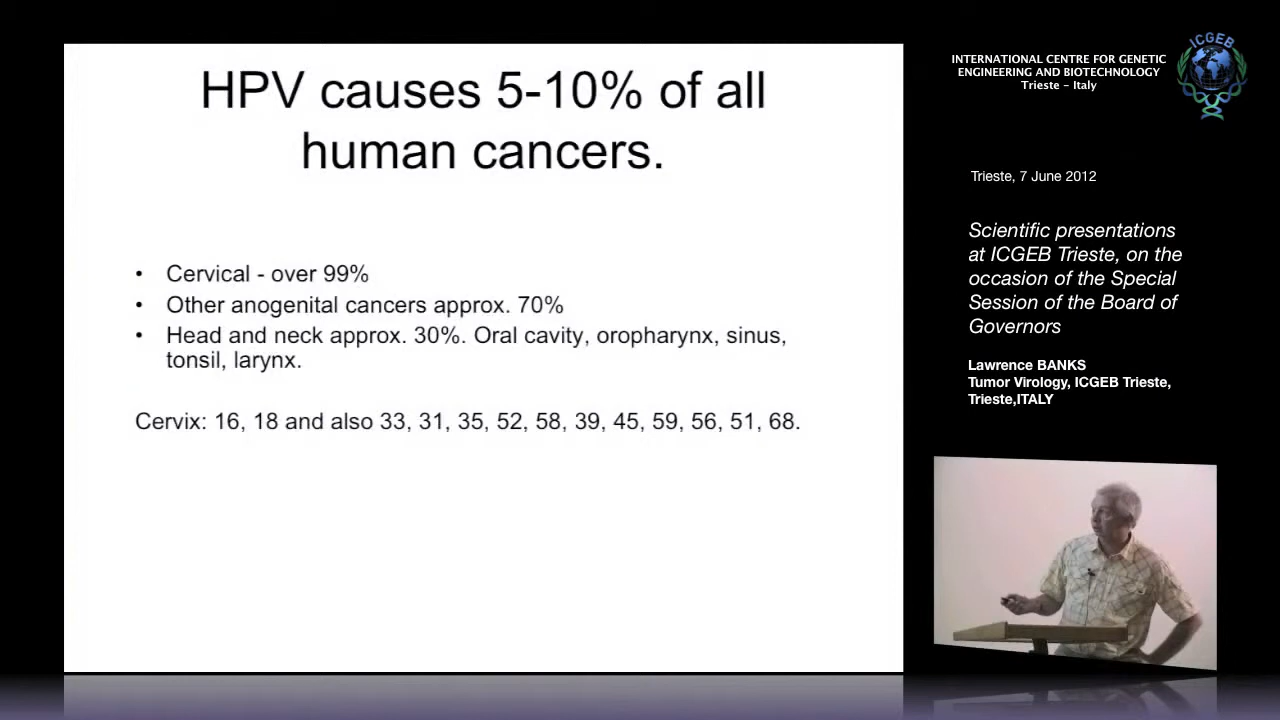 HPV causes 5-10% of all
human cancers.
• Cervical - over 99%
• Other anogenital cancers approx. 70%
• Head and neck approx. 30%. Oral cavity, oropharynx, sinus,
tonsil, larynx.
Cervix: 16, 18 and also 33, 31, 35, 52, 58, 39, 45, 59, 56, 51, 68.
INTERNATIONAL CENTRE FOR GENETIC
ENGINEERING AND BIOTECHNOLOGY
Trieste - Italy
ICGEB
Trieste, 7 June 2012
Scientific presentations
at ICGEB Trieste, on the
occasion of the Special
Session of the Board of
Governors
Lawrence BANKS
Tumor Virology, ICGEB Trieste,
Trieste,ITALY